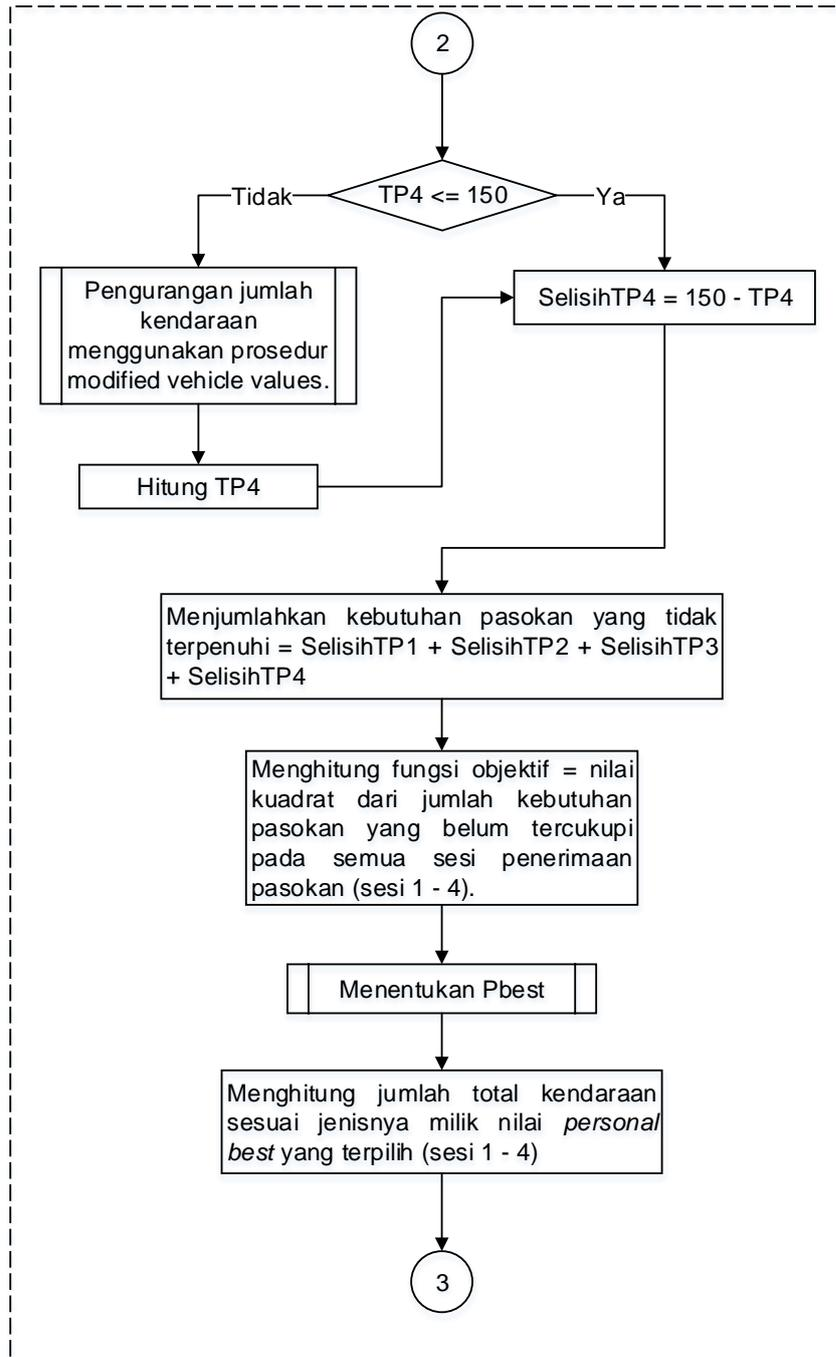 2
Tidak
TP4 <= 150
Ya
Pengurangan jumlah
kendaraan
menggunakan prosedur
modified vehicle values.
SelisihTP4 = 150 - TP4
Hitung TP4
Menjumlahkan kebutuhan pasokan yang tidak
terpenuhi = SelisihTP1 + SelisihTP2 + SelisihTP3
+ SelisihTP4
Menghitung fungsi objektif = nilai
kuadrat dari jumlah kebutuhan
pasokan yang belum tercukupi
pada semua sesi penerimaan
pasokan (sesi 1 - 4).
Menentukan Pbest
Menghitung jumlah total kendaraan
sesuai jenisnya milik nilai personal
best yang terpilih (sesi 1 - 4)
3